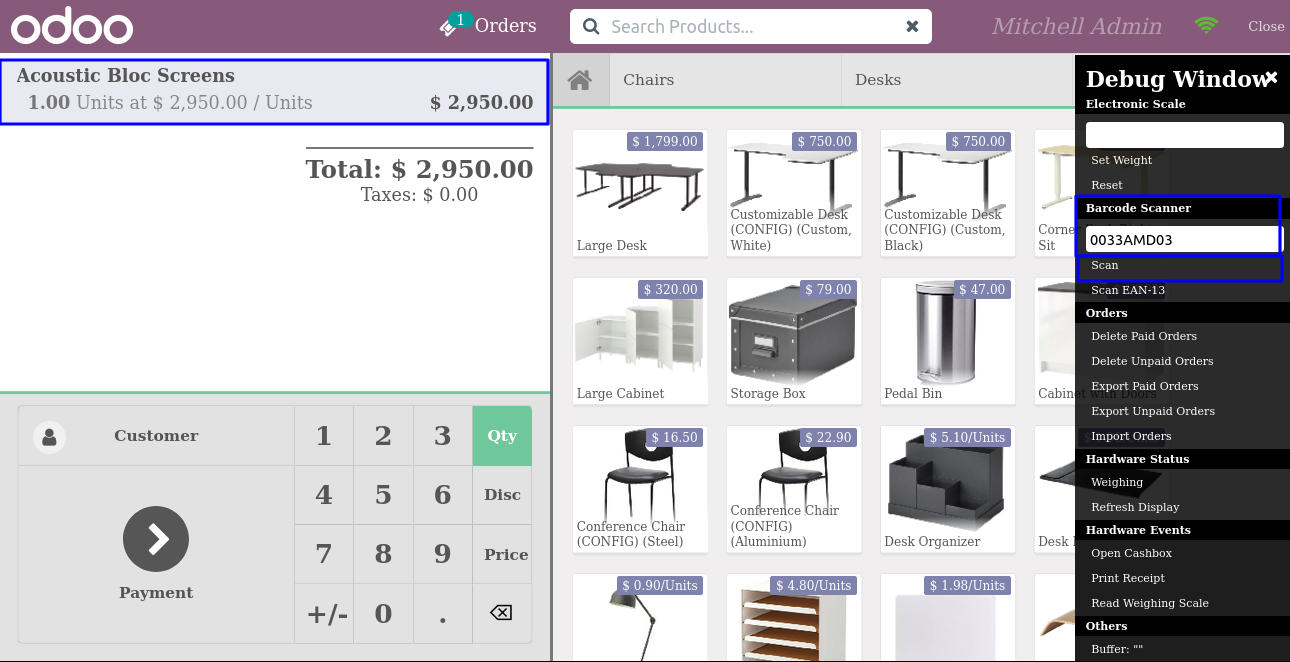 odoo
1
Orders
Search Products...
Mitchell Admin
Close
Acoustic Bloc Screens
1.00 Units at $ 2,950.00 / Units
$ 2,950.00
Total: $ 2,950.00
Taxes: $ 0.00
Customer
Payment
1 2 3 Qty
4 5 6 Disc
7 8 9 Price
+/- 0 .
Chairs
Desks
$ 1,799.00
Large Desk
$ 750.00
Customizable Desk
(CONFIG) (Custom,
White)
$ 750.00
Customizable Desk
(CONFIG) (Custom,
Black)
Corner
Sit
$ 320.00
Large Cabinet
$ 79.00
Storage Box
$ 47.00
Pedal Bin
Cabinet with Doors
$ 16.50
Conference Chair
(CONFIG) (Steel)
$ 22.90
Conference Chair
(CONFIG)
(Aluminium)
$ 5.10/Units
Desk Organizer
Desk
$ 0.90/Units
$ 4.80/Units
$ 1.98/Units
Debug Window
Electronic Scale
Set Weight
Reset
Barcode Scanner
0033AMD03
Scan
Scan EAN-13
Orders
Delete Paid Orders
Delete Unpaid Orders
Export Paid Orders
Export Unpaid Orders
Import Orders
Hardware Status
Weighing
Refresh Display
Hardware Events
Open Cashbox
Print Receipt
Read Weighing Scale
Others
Buffer: ""